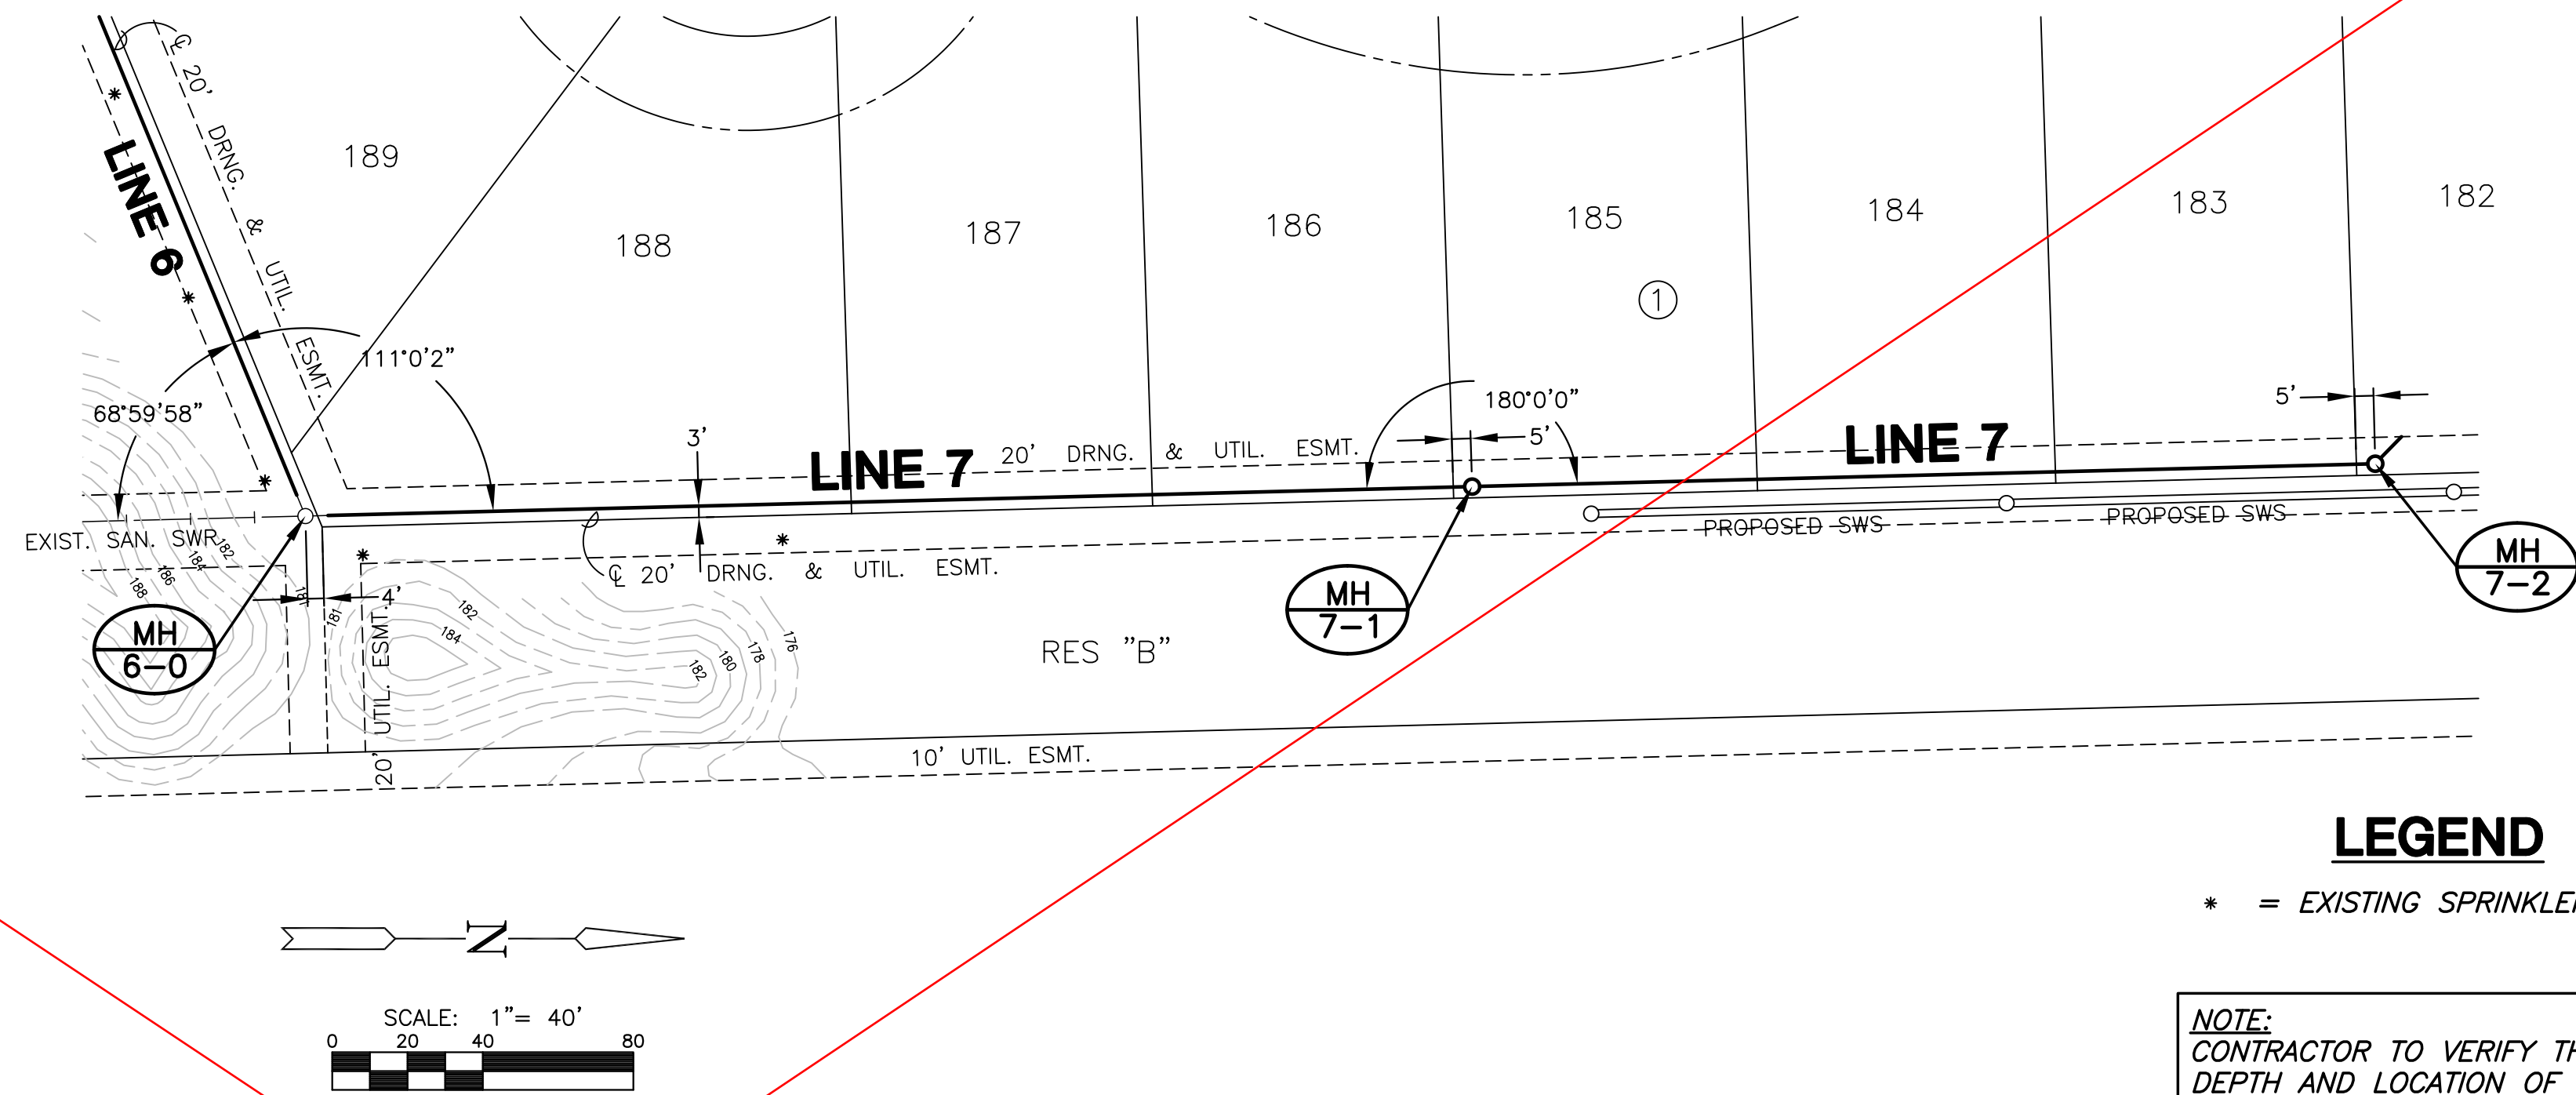 ℄ 20' DRNG. & UTIL. ESMT.
LINE 6
189
188
187
186
185
184
183
182
1
111°0'2"
68°59'58"
180°0'0"
5'
5'
3'
LINE 7
20' DRNG. & UTIL. ESMT.
LINE 7
EXIST. SAN. SWR
PROPOSED SWS
PROPOSED SWS
℄ 20' DRNG. & UTIL. ESMT.
182
184
186
188
181
181
4'
182
184
182
180
178
176
MH
6-0
MH
7-1
MH
7-2
20' UTIL. ESMT.
RES "B"
10' UTIL. ESMT.
LEGEND
* = EXISTING SPRINKLE
N
SCALE: 1"= 40'
0 20 40 80
NOTE:
CONTRACTOR TO VERIFY TH
DEPTH AND LOCATION OF